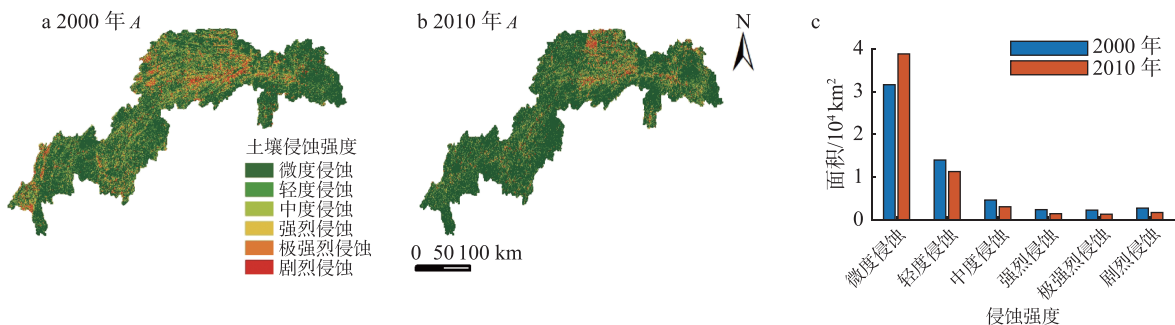 a 2000 年 A
b 2010 年 A
N
土壤侵蚀强度
微度侵蚀
轻度侵蚀
中度侵蚀
强烈侵蚀
极强烈侵蚀
剧烈侵蚀
0 50 100 km
c
2000 年
2010 年
面积/10⁴ km²
4
3
2
1
0
微度侵蚀
轻度侵蚀
中度侵蚀
强烈侵蚀
极强烈侵蚀
剧烈侵蚀
侵蚀强度